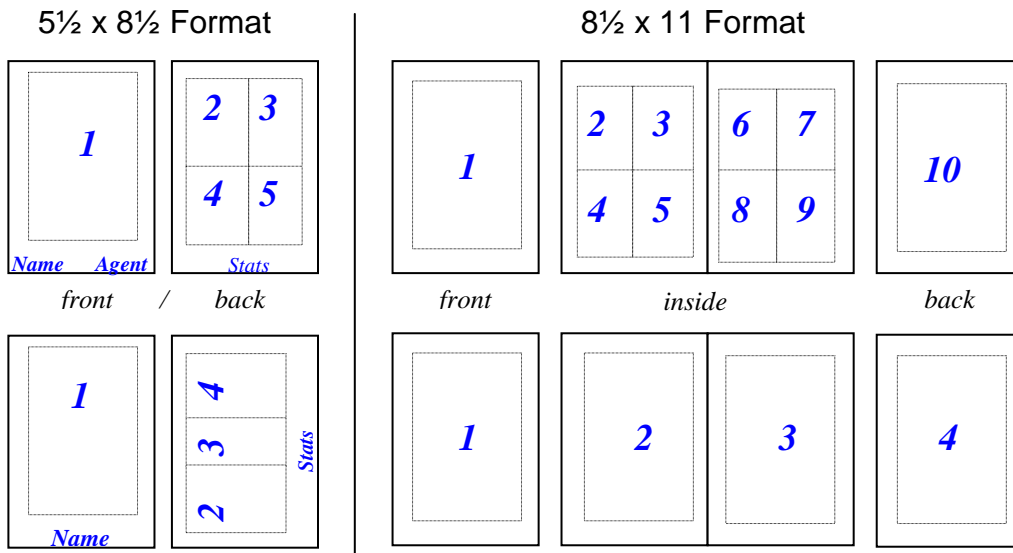 5½ x 8½ Format
1
2 3
4 5
Name Agent
Stats
front / back
1
Name
4
3
2
Stats
8½ x 11 Format
1
2 3
4 5
6 7
8 9
10
front inside back
1
2
3
4